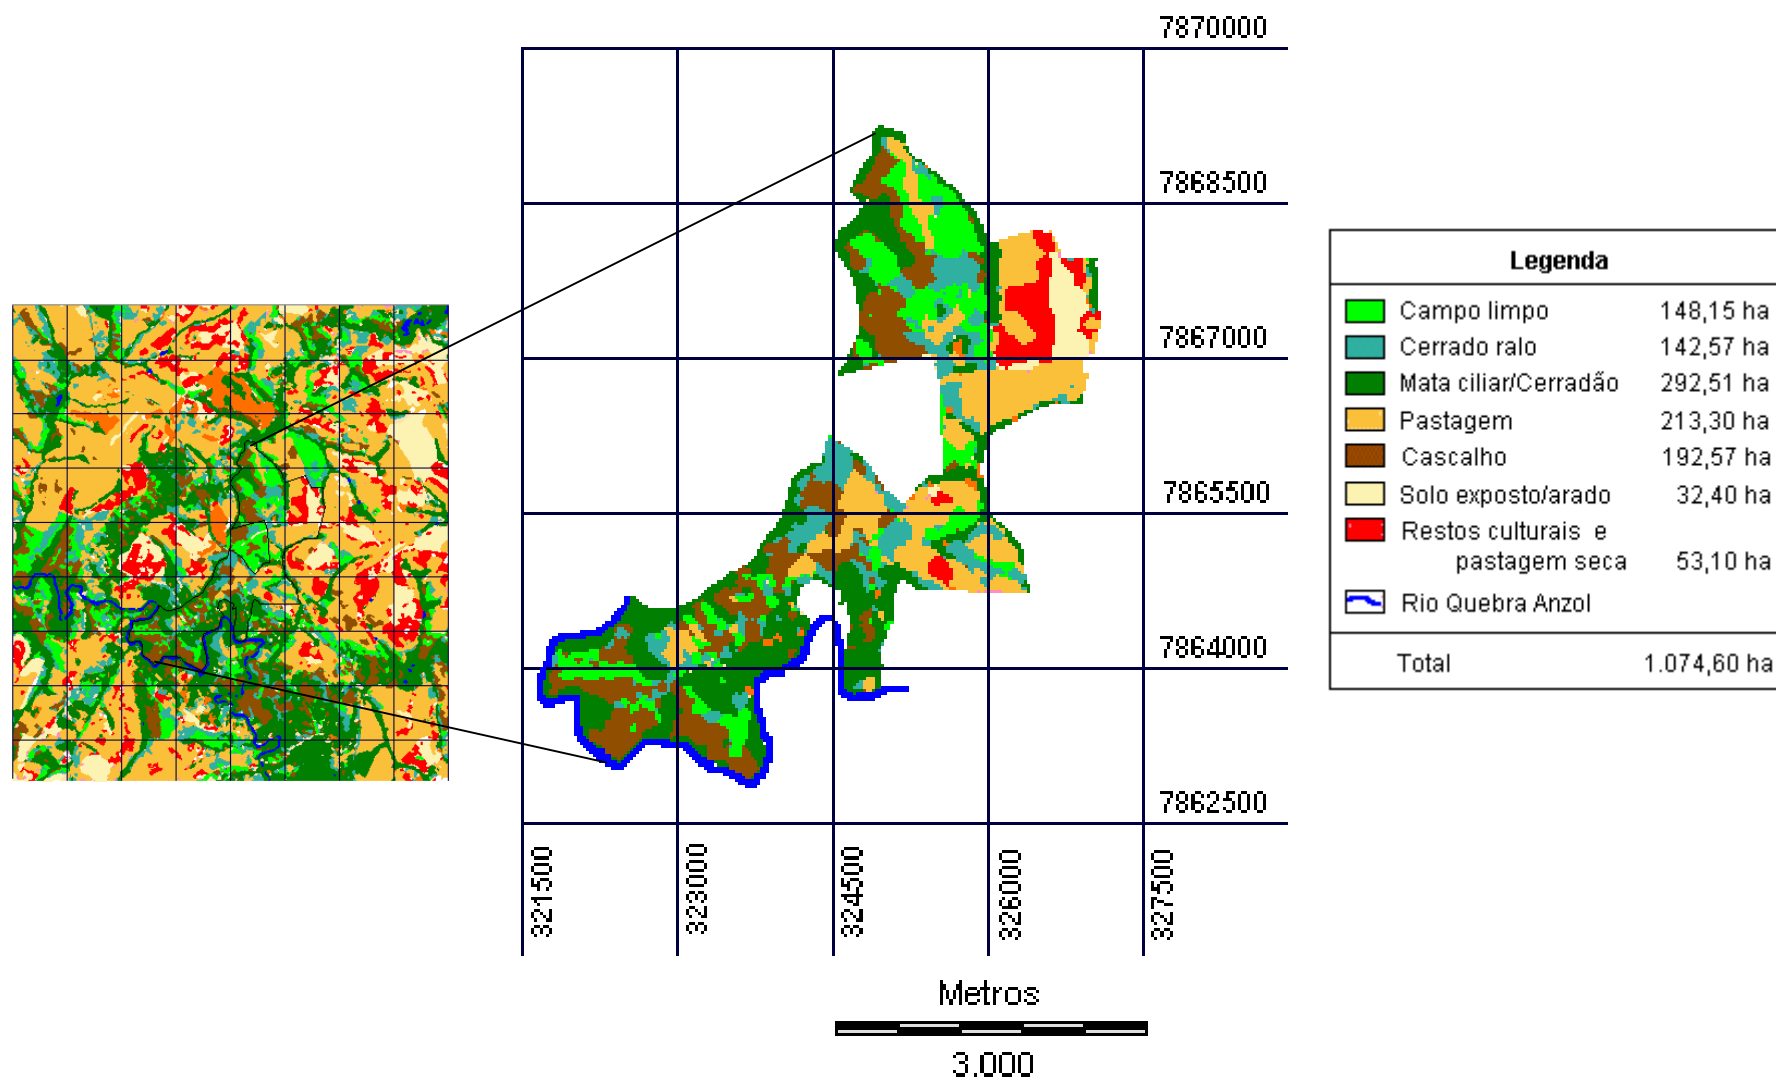 7870000
7868500
7867000
7865500
7864000
7862500
321500
323000
324500
326000
327500
Metros
3.000
Legenda
Campo limpo 148,15 ha
Cerrado ralo 142,57 ha
Mata ciliar/Cerradão 292,51 ha
Pastagem 213,30 ha
Cascalho 192,57 ha
Solo exposto/arado 32,40 ha
Restos culturais e
pastagem seca 53,10 ha
Rio Quebra Anzol
Total 1.074,60 ha